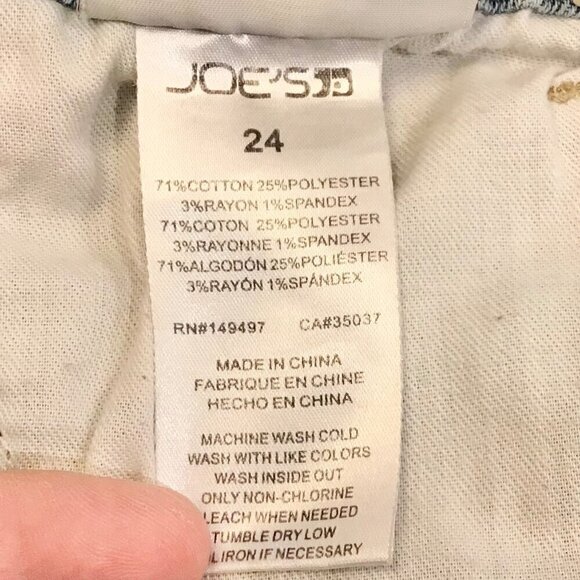 JOE'S
24
71%COTTON 25%POLYESTER
3%RAYON 1%SPANDEX
71%COTON 25%POLYESTER
3%RAYONNE 1%SPANDEX
71%ALGODÓN 25%POLIÉSTER
3%RAYÓN 1%SPÁNDEX
RN#149497 CA#35037
MADE IN CHINA
FABRIQUE EN CHINE
HECHO EN CHINA
MACHINE WASH COLD
WASH WITH LIKE COLORS
WASH INSIDE OUT
ONLY NON-CHLORINE
LEACH WHEN NEEDED
TUMBLE DRY LOW
IRON IF NECESSARY